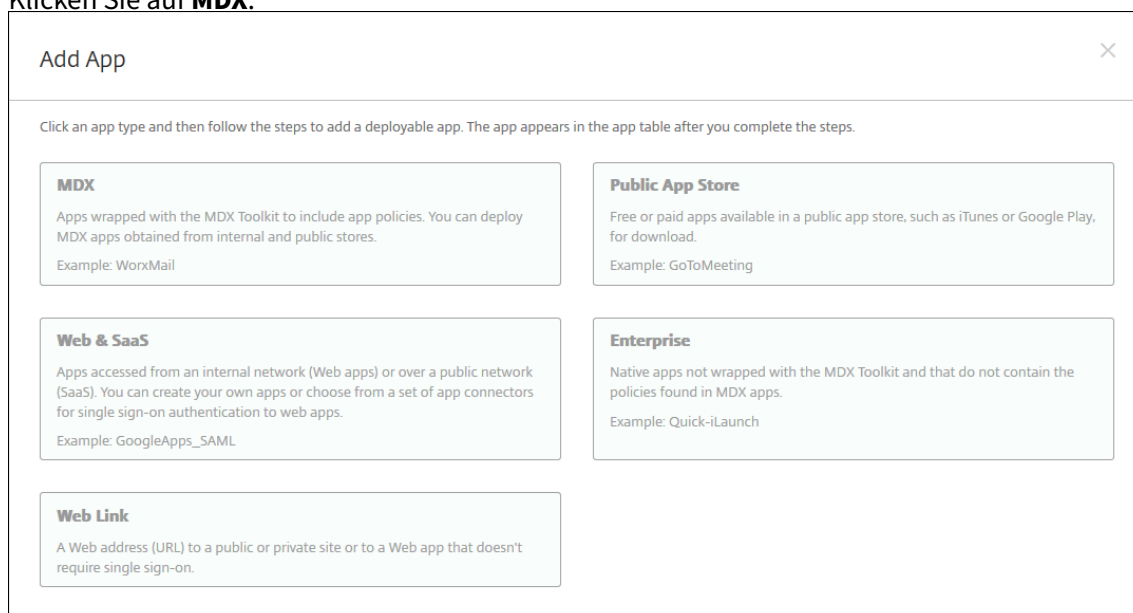 Klicken Sie auf MDX.
Add App
Click an app type and then follow the steps to add a deployable app. The app appears in the app table after you complete the steps.
MDX
Apps wrapped with the MDX Toolkit to include app policies. You can deploy
MDX apps obtained from internal and public stores.
Example: WorxMail
Public App Store
Free or paid apps available in a public app store, such as iTunes or Google Play,
for download.
Example: GoToMeeting
Web & SaaS
Apps accessed from an internal network (Web apps) or over a public network
(SaaS). You can create your own apps or choose from a set of app connectors
for single sign-on authentication to web apps.
Example: GoogleApps_SAML
Enterprise
Native apps not wrapped with the MDX Toolkit and that do not contain the
policies found in MDX apps.
Example: Quick-iLaunch
Web Link
A Web address (URL) to a public or private site or to a Web app that doesn't
require single sign-on.